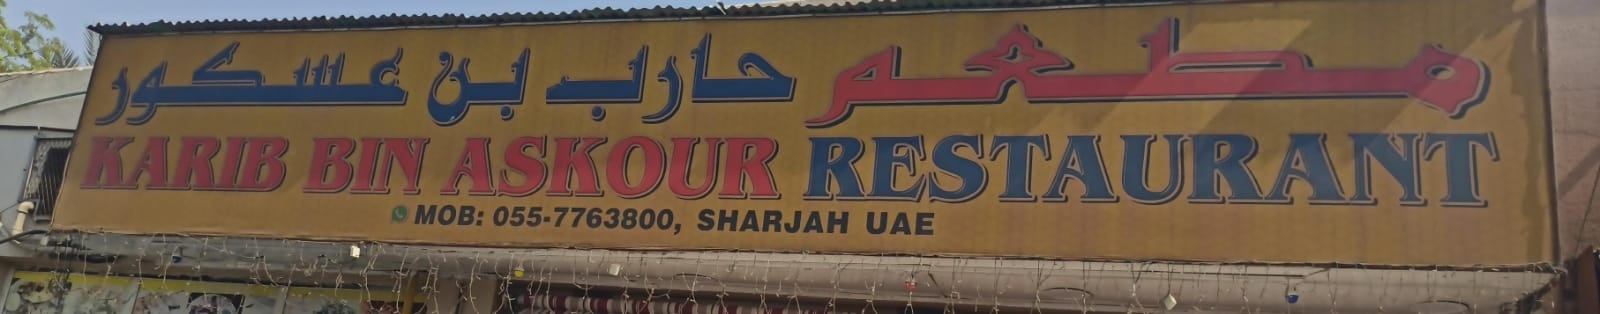 مطعم حارب بن عسكور
KARIB BIN ASKOUR RESTAURANT
MOB: 055-7763800, SHARJAH UAE